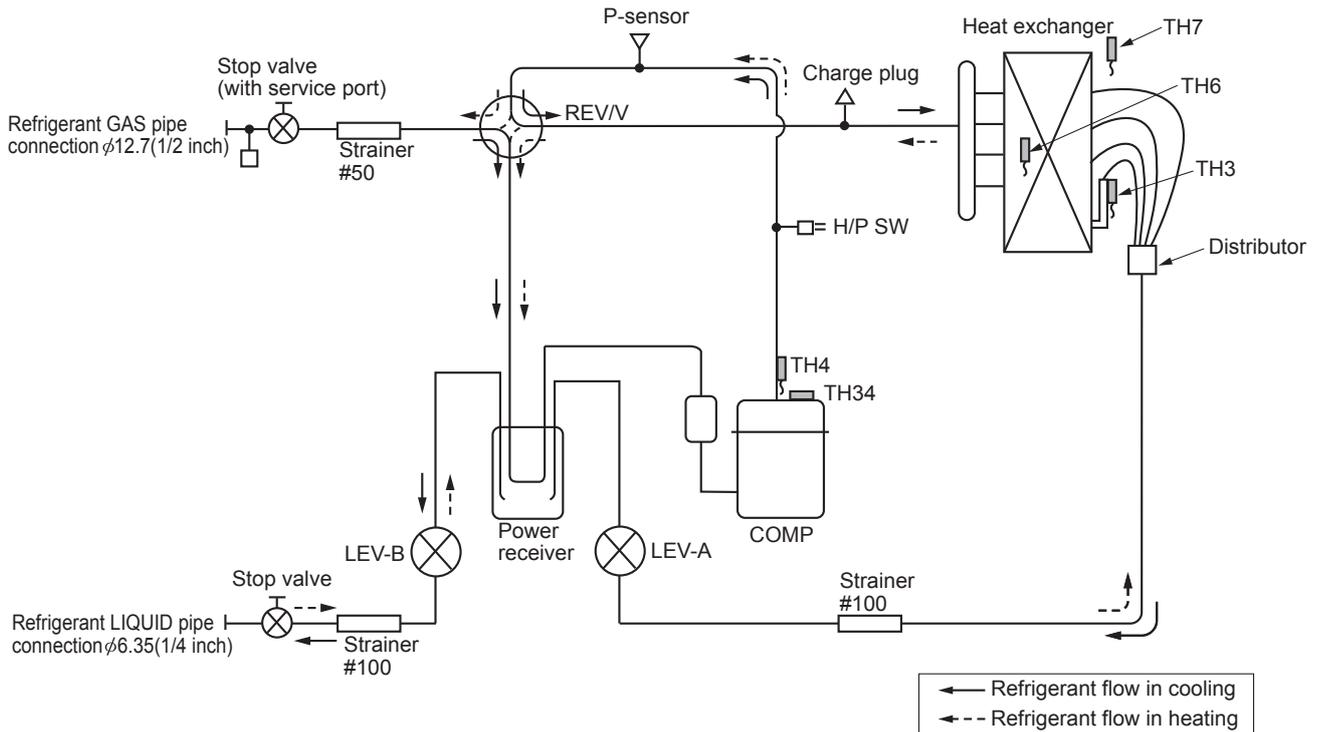 P-sensor
Heat exchanger
TH7
Stop valve
(with service port)
Charge plug
TH6
REV/V
Refrigerant GAS pipe
connection ϕ12.7(1/2 inch)
Strainer
#50
TH3
H/P SW
Distributor
TH4
TH34
Power
receiver
COMP
LEV-B
LEV-A
Stop valve
Strainer
#100
Refrigerant LIQUID pipe
connection ϕ6.35(1/4 inch)
Strainer
#100
Refrigerant flow in cooling
Refrigerant flow in heating